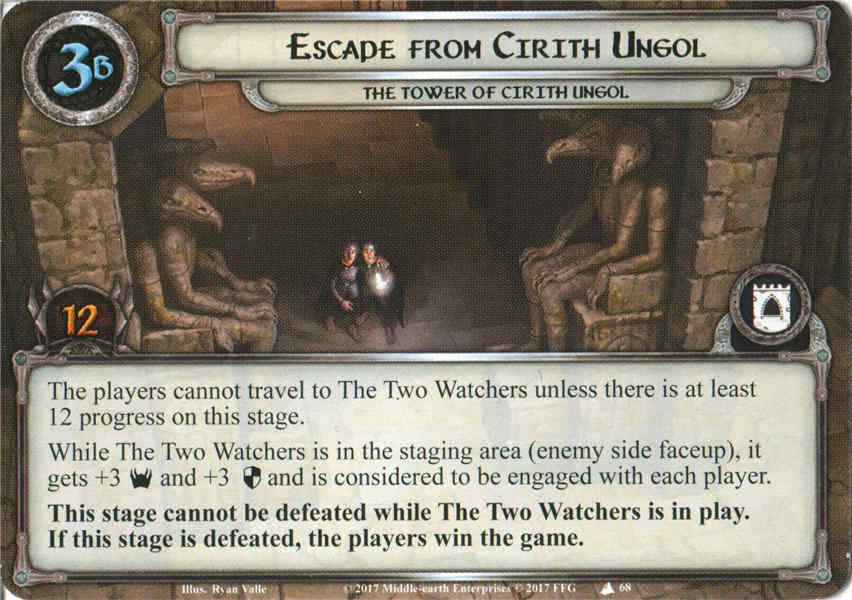 3B
ESCAPE FROM CIRITH UNGOL
THE TOWER OF CIRITH UNGOL
12
The players cannot travel to The Two Watchers unless there is at least
12 progress on this stage.
While The Two Watchers is in the staging area (enemy side faceup), it
gets +3 and +3 and is considered to be engaged with each player.
This stage cannot be defeated while The Two Watchers is in play.
If this stage is defeated, the players win the game.
Illus. Ryan Valle © 2017 Middle-earth Enterprises © 2017 FFG 68